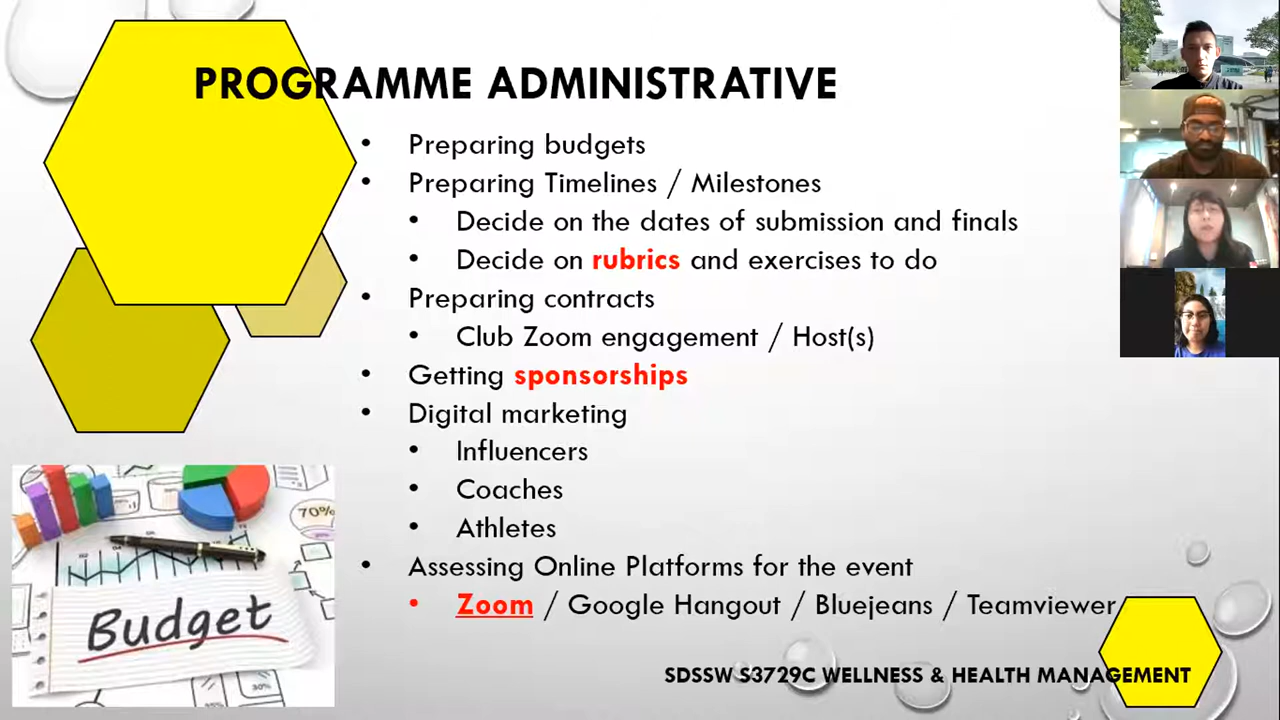 PROGRAMME ADMINISTRATIVE
• Preparing budgets
• Preparing Timelines / Milestones
• Decide on the dates of submission and finals
• Decide on rubrics and exercises to do
• Preparing contracts
• Club Zoom engagement / Host(s)
• Getting sponsorships
• Digital marketing
• Influencers
• Coaches
• Athletes
• Assessing Online Platforms for the event
• Zoom / Google Hangout / Bluejeans / Teamviewer
70%
Budget
30%
SDSSW S3729C WELLNESS & HEALTH MANAGEMENT